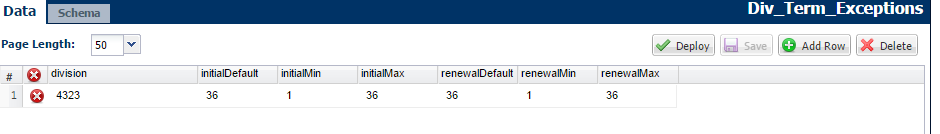 Data Schema Div_Term_Exceptions
Page Length: 50 Deploy Save Add Row Delete
# division initialDefault initialMin initialMax renewalDefault renewalMin renewalMax
1 4323 36 1 36 36 1 36